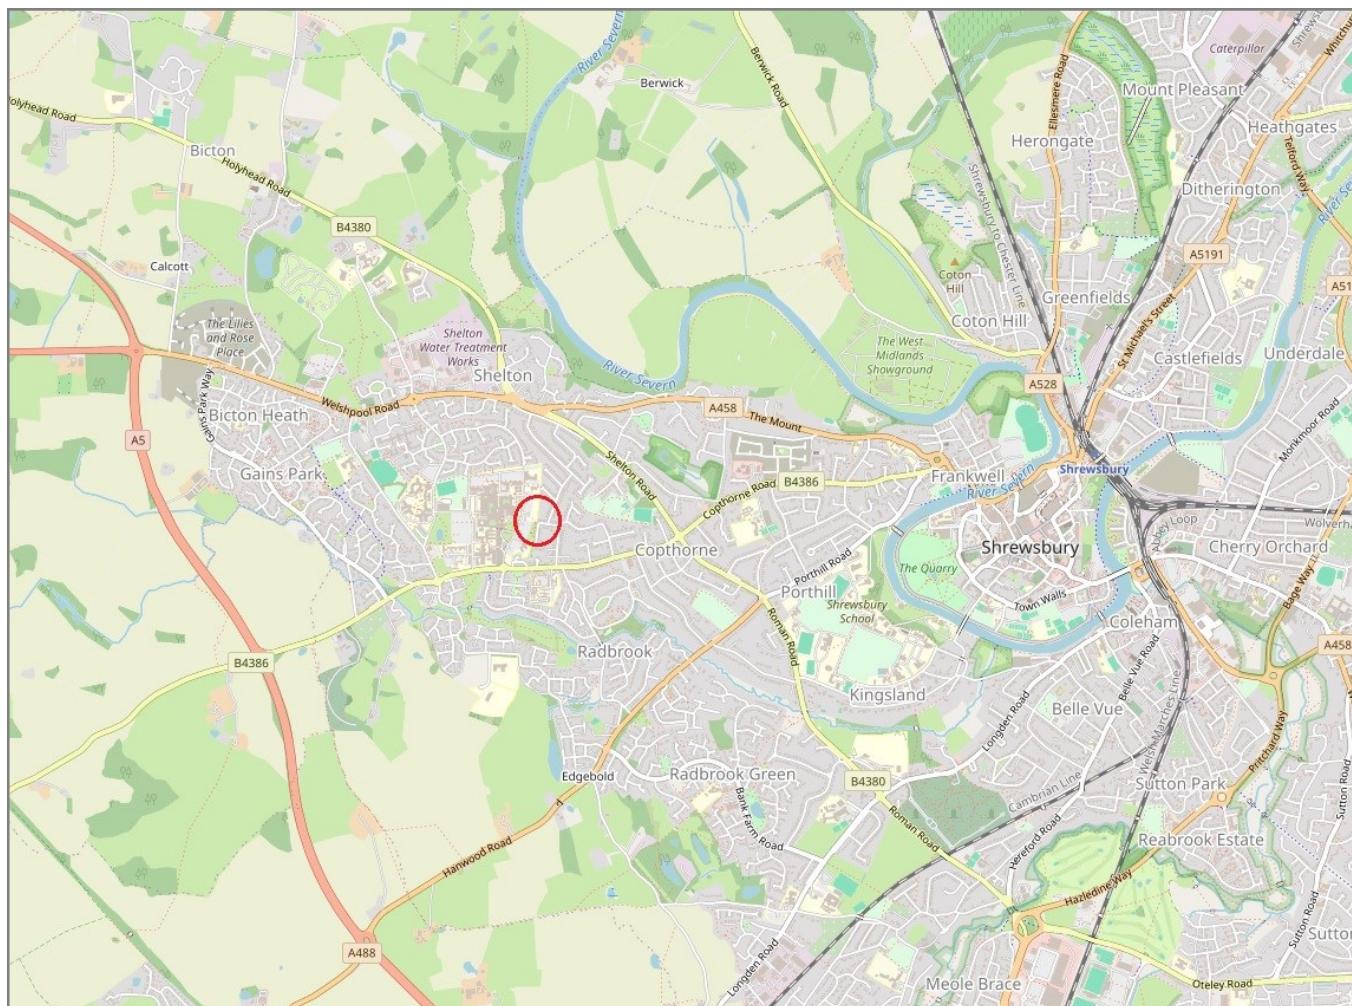 Caterpillar
Shrewsbury
Whitchur
River Severn
Berwick Road
Berwick
Ellesmere Road
Mount Pleasant
Holyhead Road
Bicton
Holyhead Road
Herongate
Heathgates
Telford Way
Shrewsbury to Chester Line
Ditherington
River Severn
B4380
A5191
Calcott
Coton
Hill
Greenfields
A51
The Lilies
and Rose
Place
Shelton
Water Treatment
Works
Coton Hill
St Michael's Street
The West
Midlands
Showground
Castlefields
Underdale
Shelton
River Severn
A528
Gains Park Way
Welshpool Road
Bicton Heath
A458
The Mount
Monkmoor Road
A5
Gains Park
Shelton Road
Copthorne Road
B4386
Frankwell
River Severn
Shrewsbury
Copthorne
Porthill Road
Shrewsbury
Abbey Loop
Wolverha
Cherry Orchard
The Quarry
Porthill
Town Walls
Bage Way
Shrewsbury
School
Coleham
Roman Road
Radbrook
A458
B4386
Kingsland
Longden Road
Belle Vue Road
Belle Vue
Welsh Marches Line
Pritchard Way
Edgebold
Radbrook Green
B4380
Cambrian Line
Sutton Park
Sutton Road
Bank Farm Road
Roman Road
Hereford Road
Reabrook Estate
Hanwood Road
Hazledine Way
Sutton Road
A488
Longden Road
Sutton
Meole Brace
Oteley Road